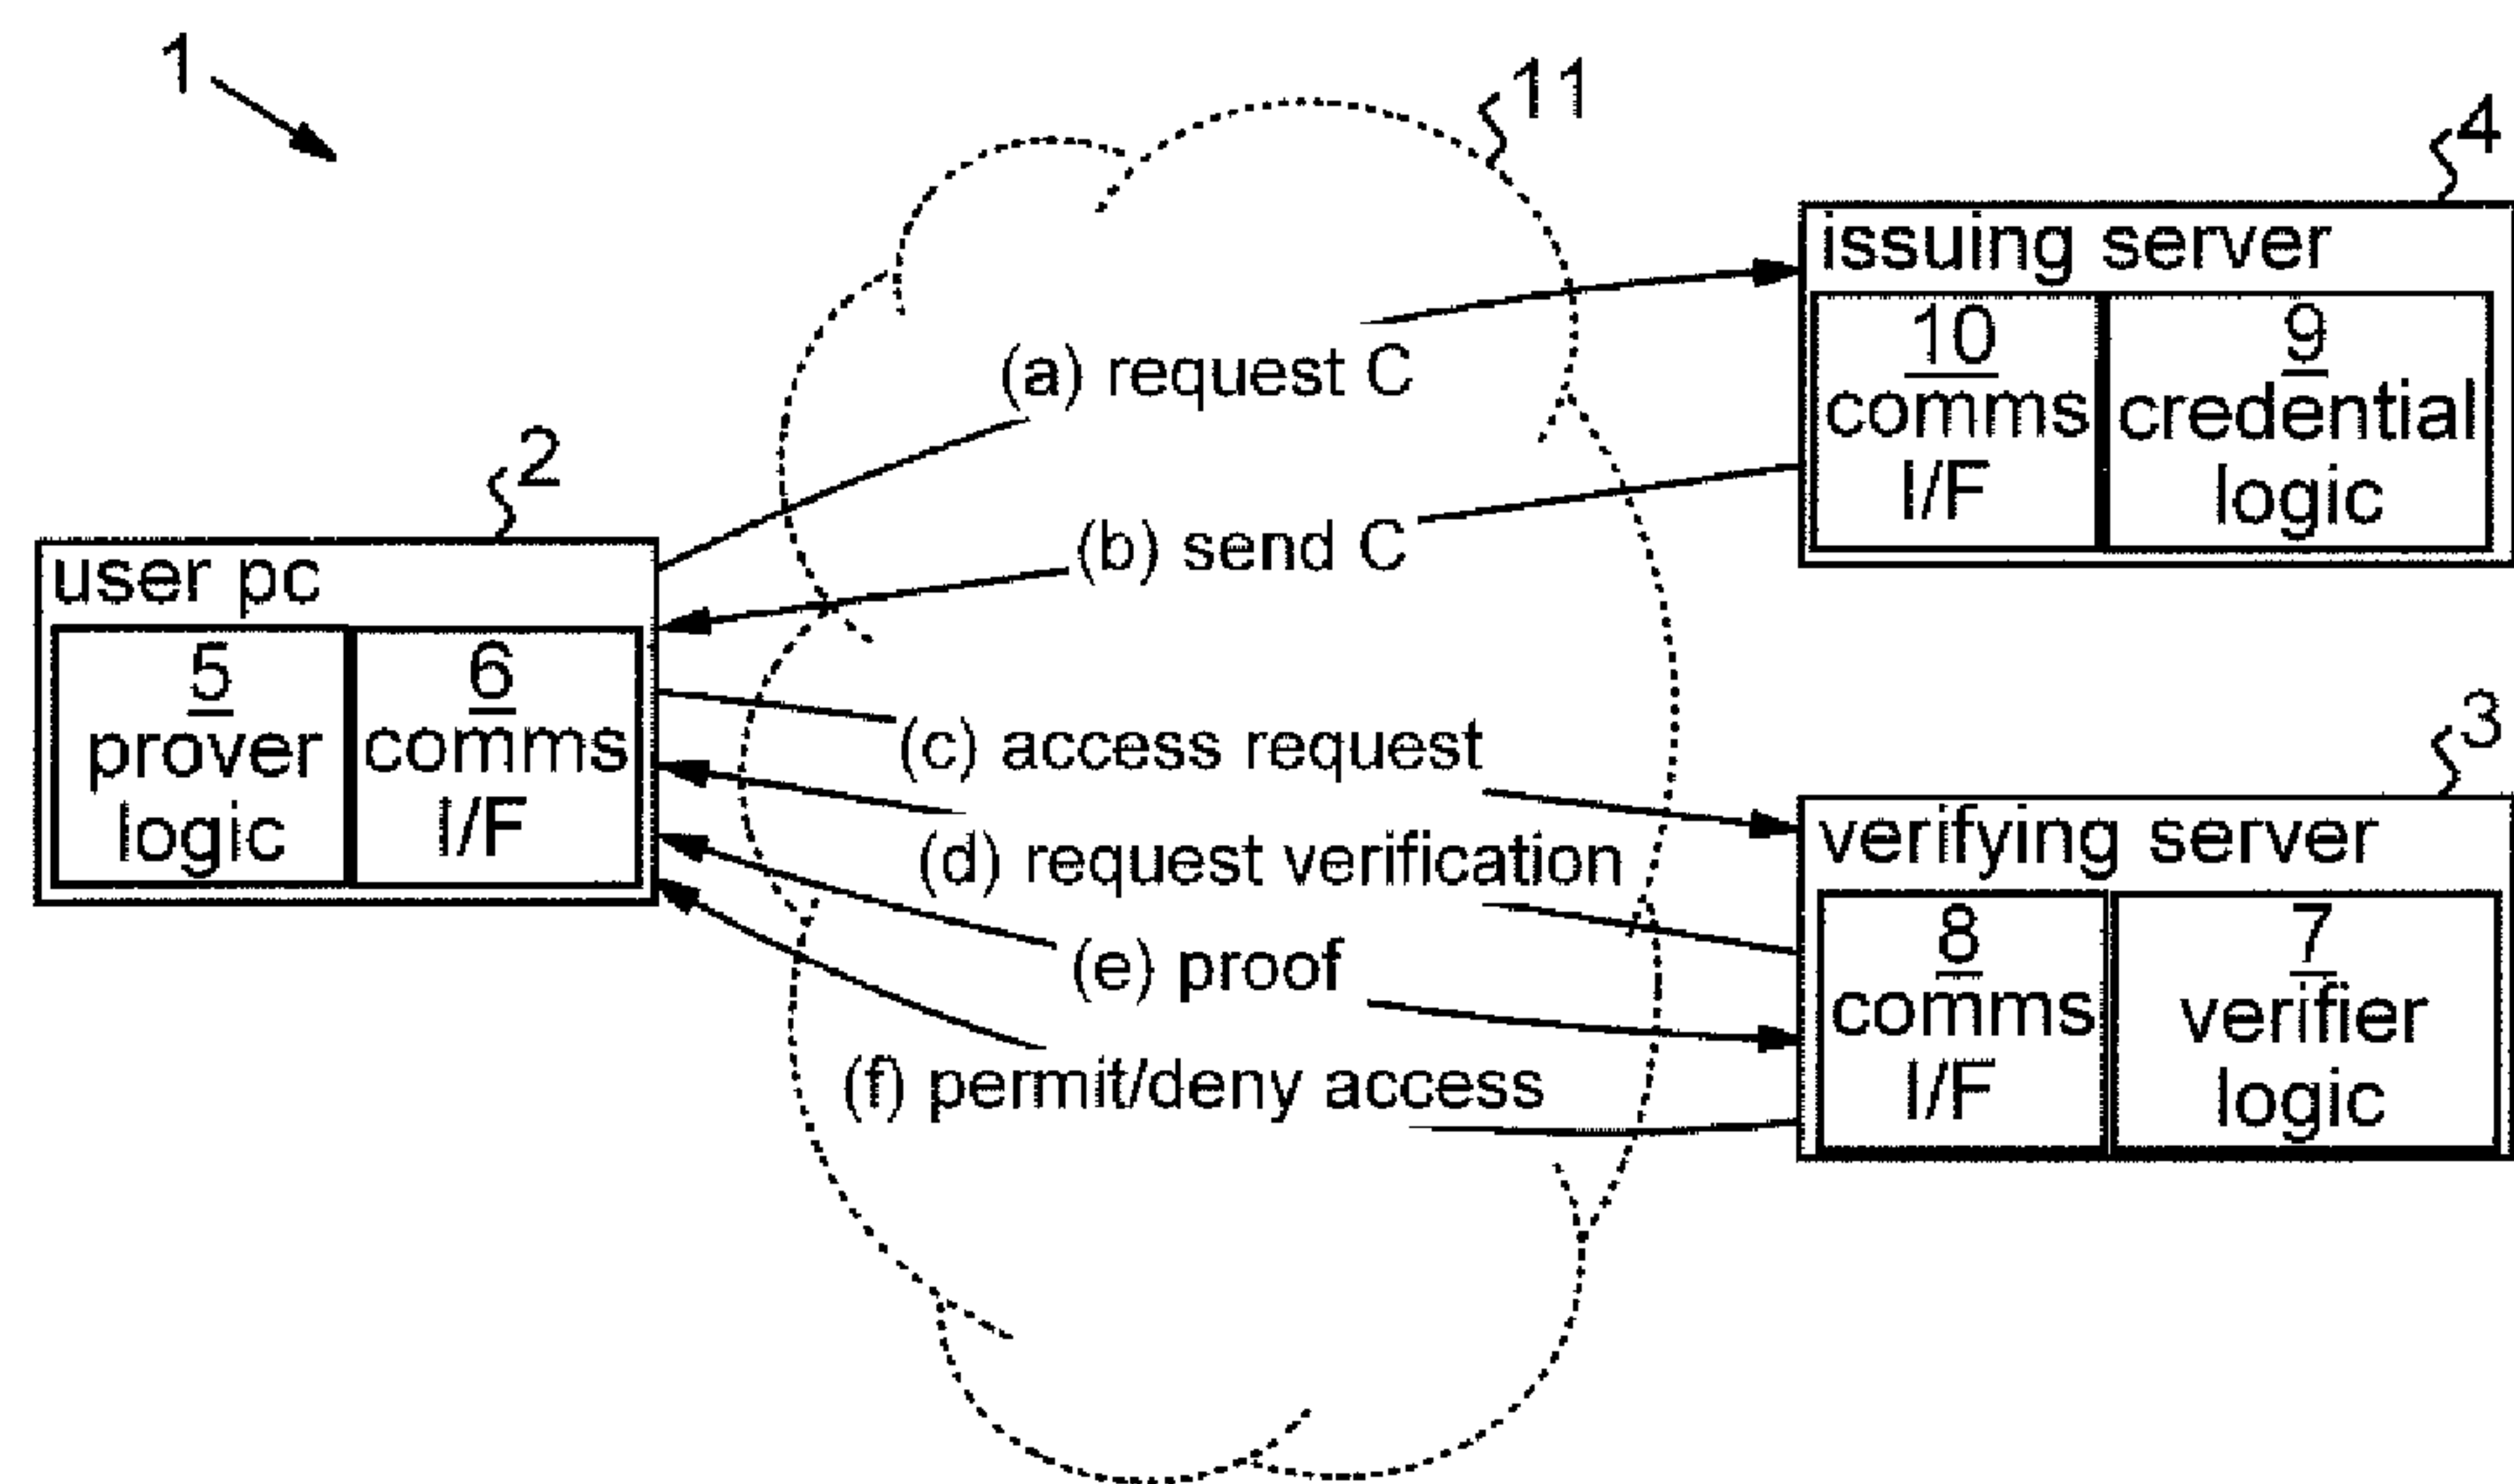 1
11
4
issuing server
10
comms
I/F
9
credential
logic
(a) request C
(b) send C
2
user pc
5
prover
logic
6
comms
I/F
(c) access request
(d) request verification
(e) proof
(f) permit/deny access
3
verifying server
8
comms
I/F
7
verifier
logic